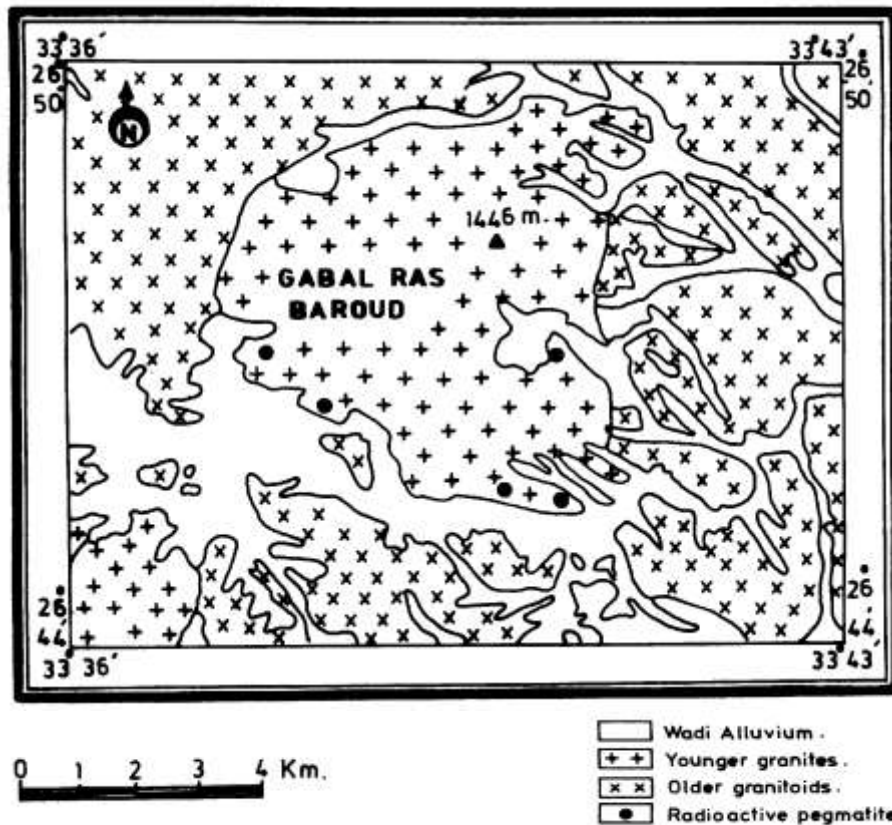 33° 36′
33° 43′
26° 50′
26° 50′
N
1446 m.
GABAL RAS
BAROUD
26° 44′
26° 44′
33° 36′
33° 43′
0 1 2 3 4 Km.
Wadi Alluvium.
Younger granites.
Older granitoids.
Radioactive pegmatite